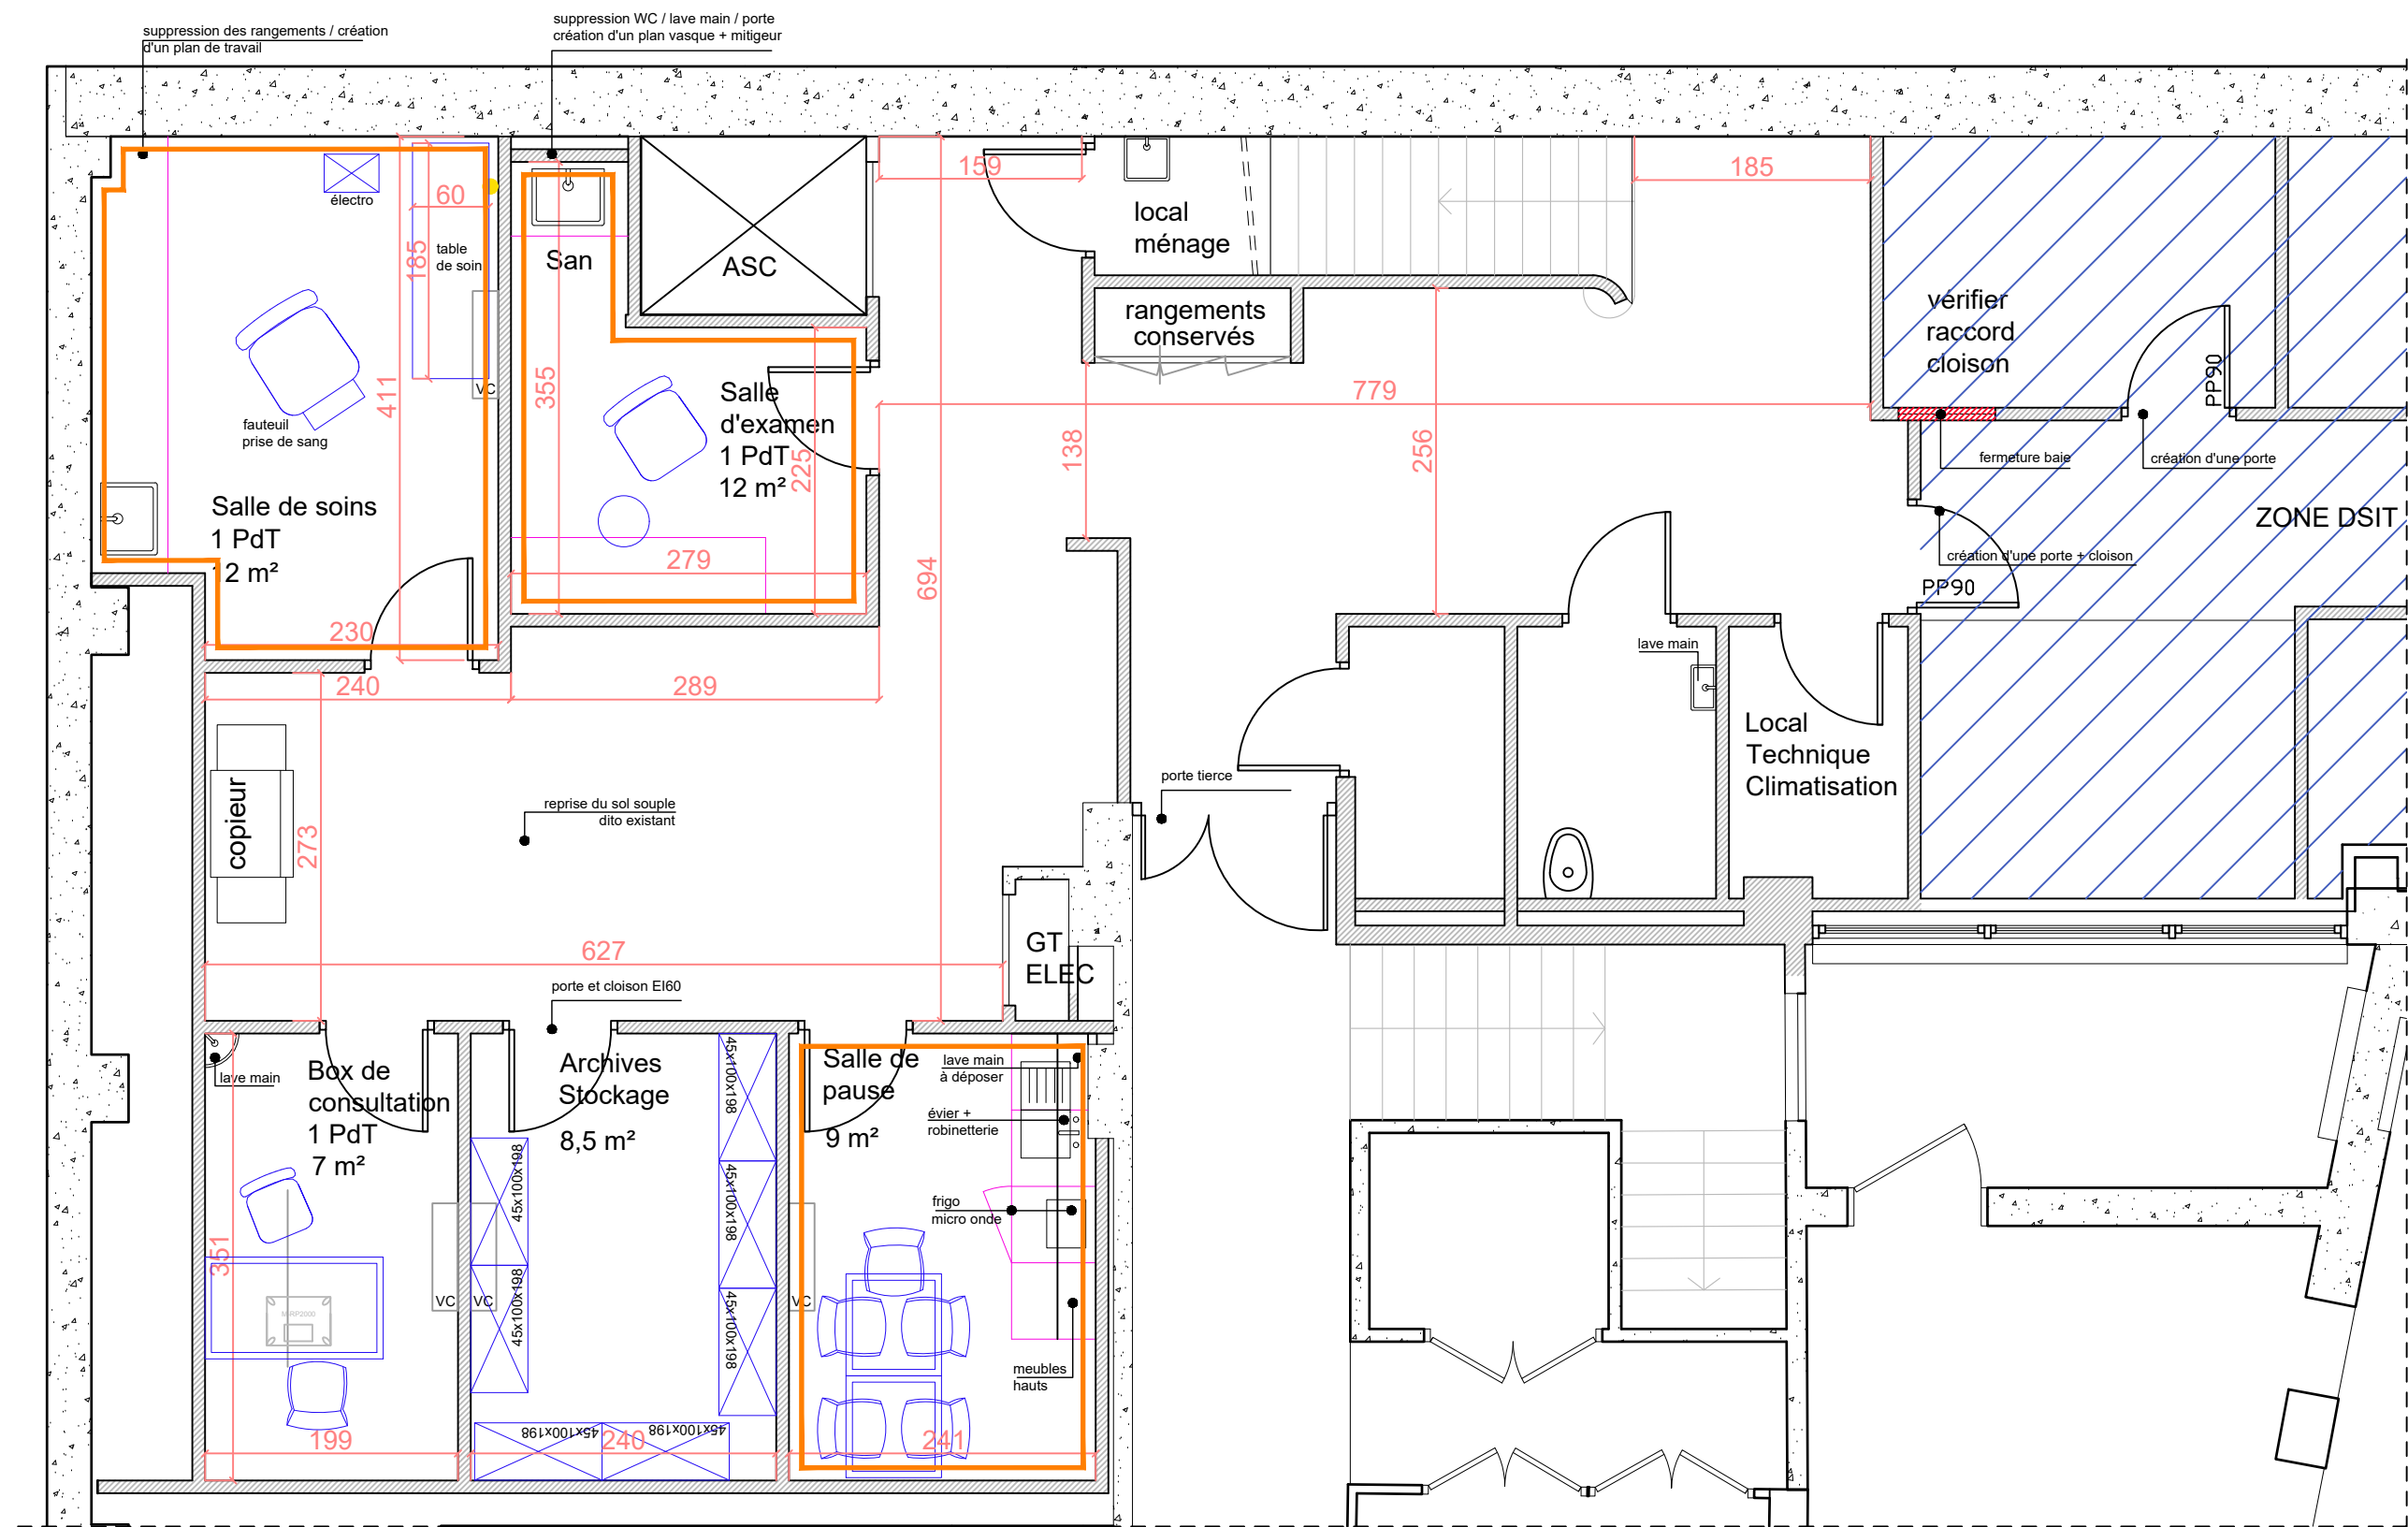 suppression des rangements / création
d'un plan de travail
suppression WC / lave main / porte
création d'un plan vasque + mitigeur
159
185
60
électro
185
table
de soin
San
ASC
local
ménage
rangements
conservés
vérifier
raccord
cloison
PP90
VC
411
355
fauteuil
prise de sang
Salle
d'examen
1 PdT
12 m²
225
138
779
256
fermeture baie
création d'une porte
Salle de soins
1 PdT
12 m²
279
694
ZONE DSIT
création d'une porte + cloison
PP90
230
240
289
lave main
Local
Technique
Climatisation
copieur
273
reprise du sol souple
dito existant
porte tierce
627
GT
ELEC
porte et cloison EI60
lave main
Box de
consultation
1 PdT
7 m²
Archives
Stockage
8,5 m²
Salle de
pause
9 m²
lave main
à déposer
évier +
robinetterie
frigo
micro onde
meubles
hauts
351
VC
VC
VC
45x100x198
45x100x198
45x100x198
45x100x198
45x100x198
45x100x198
45x100x198
199
240
241